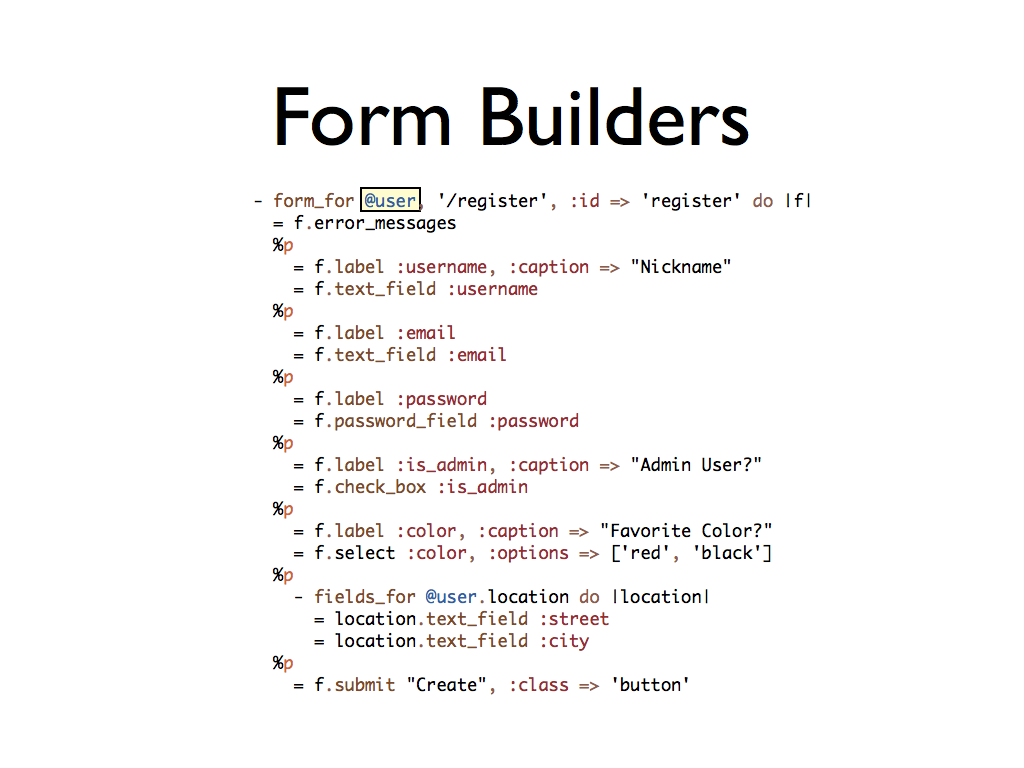 Form Builders
- form_for @user, '/register', :id => 'register' do |f|
= f.error_messages
%p
= f.label :username, :caption => "Nickname"
= f.text_field :username
%p
= f.label :email
= f.text_field :email
%p
= f.label :password
= f.password_field :password
%p
= f.label :is_admin, :caption => "Admin User?"
= f.check_box :is_admin
%p
= f.label :color, :caption => "Favorite Color?"
= f.select :color, :options => ['red', 'black']
%p
- fields_for @user.location do |location|
= location.text_field :street
= location.text_field :city
%p
= f.submit "Create", :class => 'button'